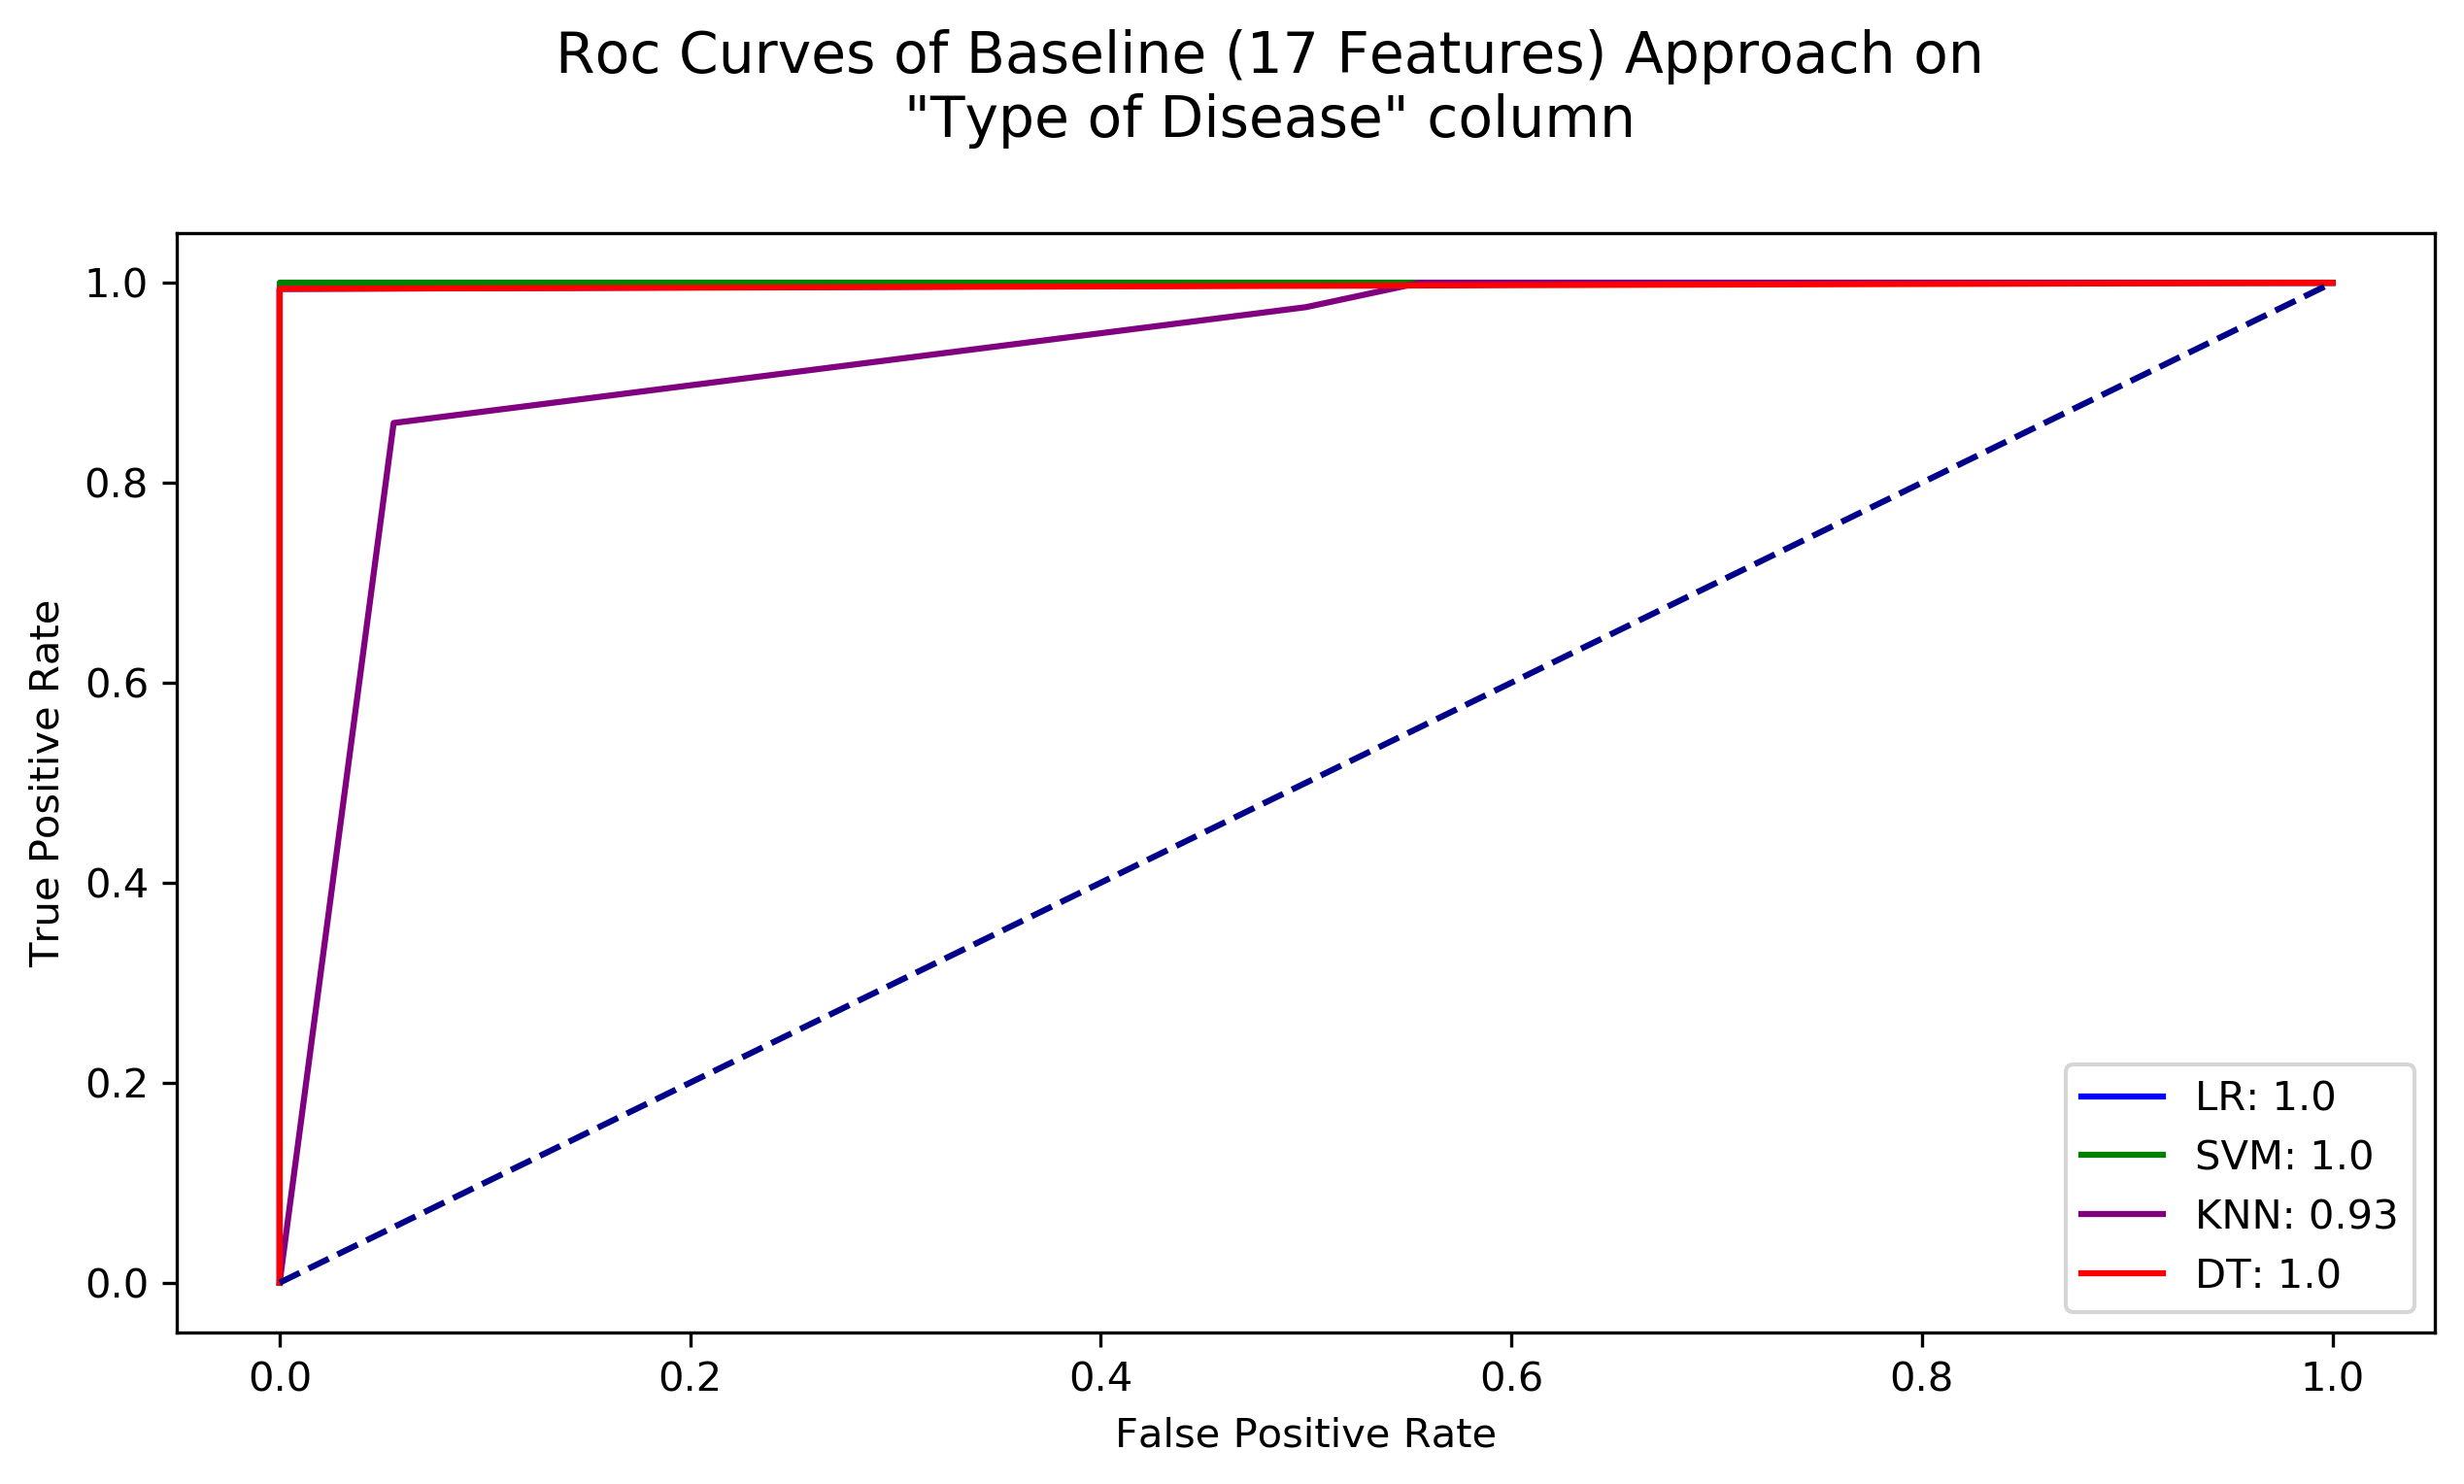 Roc Curves of Baseline (17 Features) Approach on
"Type of Disease" column
True Positive Rate
1.0
0.8
0.6
0.4
0.2
0.0
LR: 1.0
SVM: 1.0
KNN: 0.93
DT: 1.0
0.0 0.2 0.4 0.6 0.8 1.0
False Positive Rate